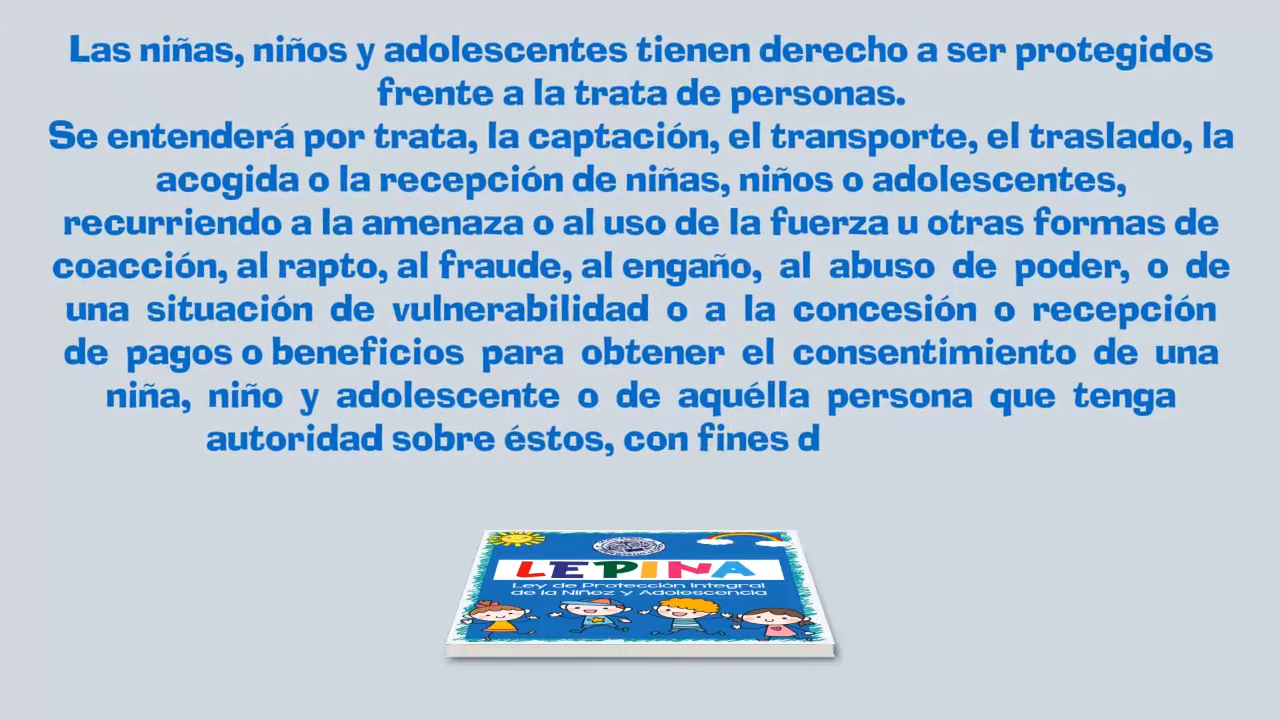 Las niñas, niños y adolescentes tienen derecho a ser protegidos
frente a la trata de personas.
Se entenderá por trata, la captación, el transporte, el traslado, la
acogida o la recepción de niñas, niños o adolescentes,
recurriendo a la amenaza o al uso de la fuerza u otras formas de
coacción, al rapto, al fraude, al engaño, al abuso de poder, o de
una situación de vulnerabilidad o a la concesión o recepción
de pagos o beneficios para obtener el consentimiento de una
niña, niño y adolescente o de aquélla persona que tenga
autoridad sobre éstos, con fines d
LEPINA
Ley de Protección Integral
de la Niñez y Adolescencia